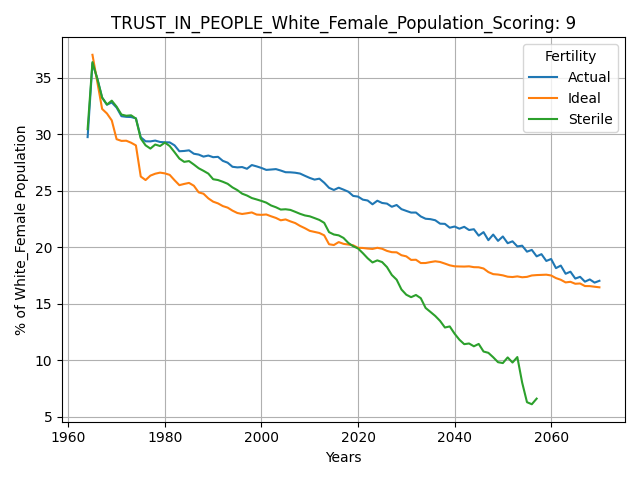 TRUST_IN_PEOPLE_White_Female_Population_Scoring: 9
Fertility
Actual
Ideal
Sterile
% of White_Female Population
35
30
25
20
15
10
5
1960 1980 2000 2020 2040 2060
Years